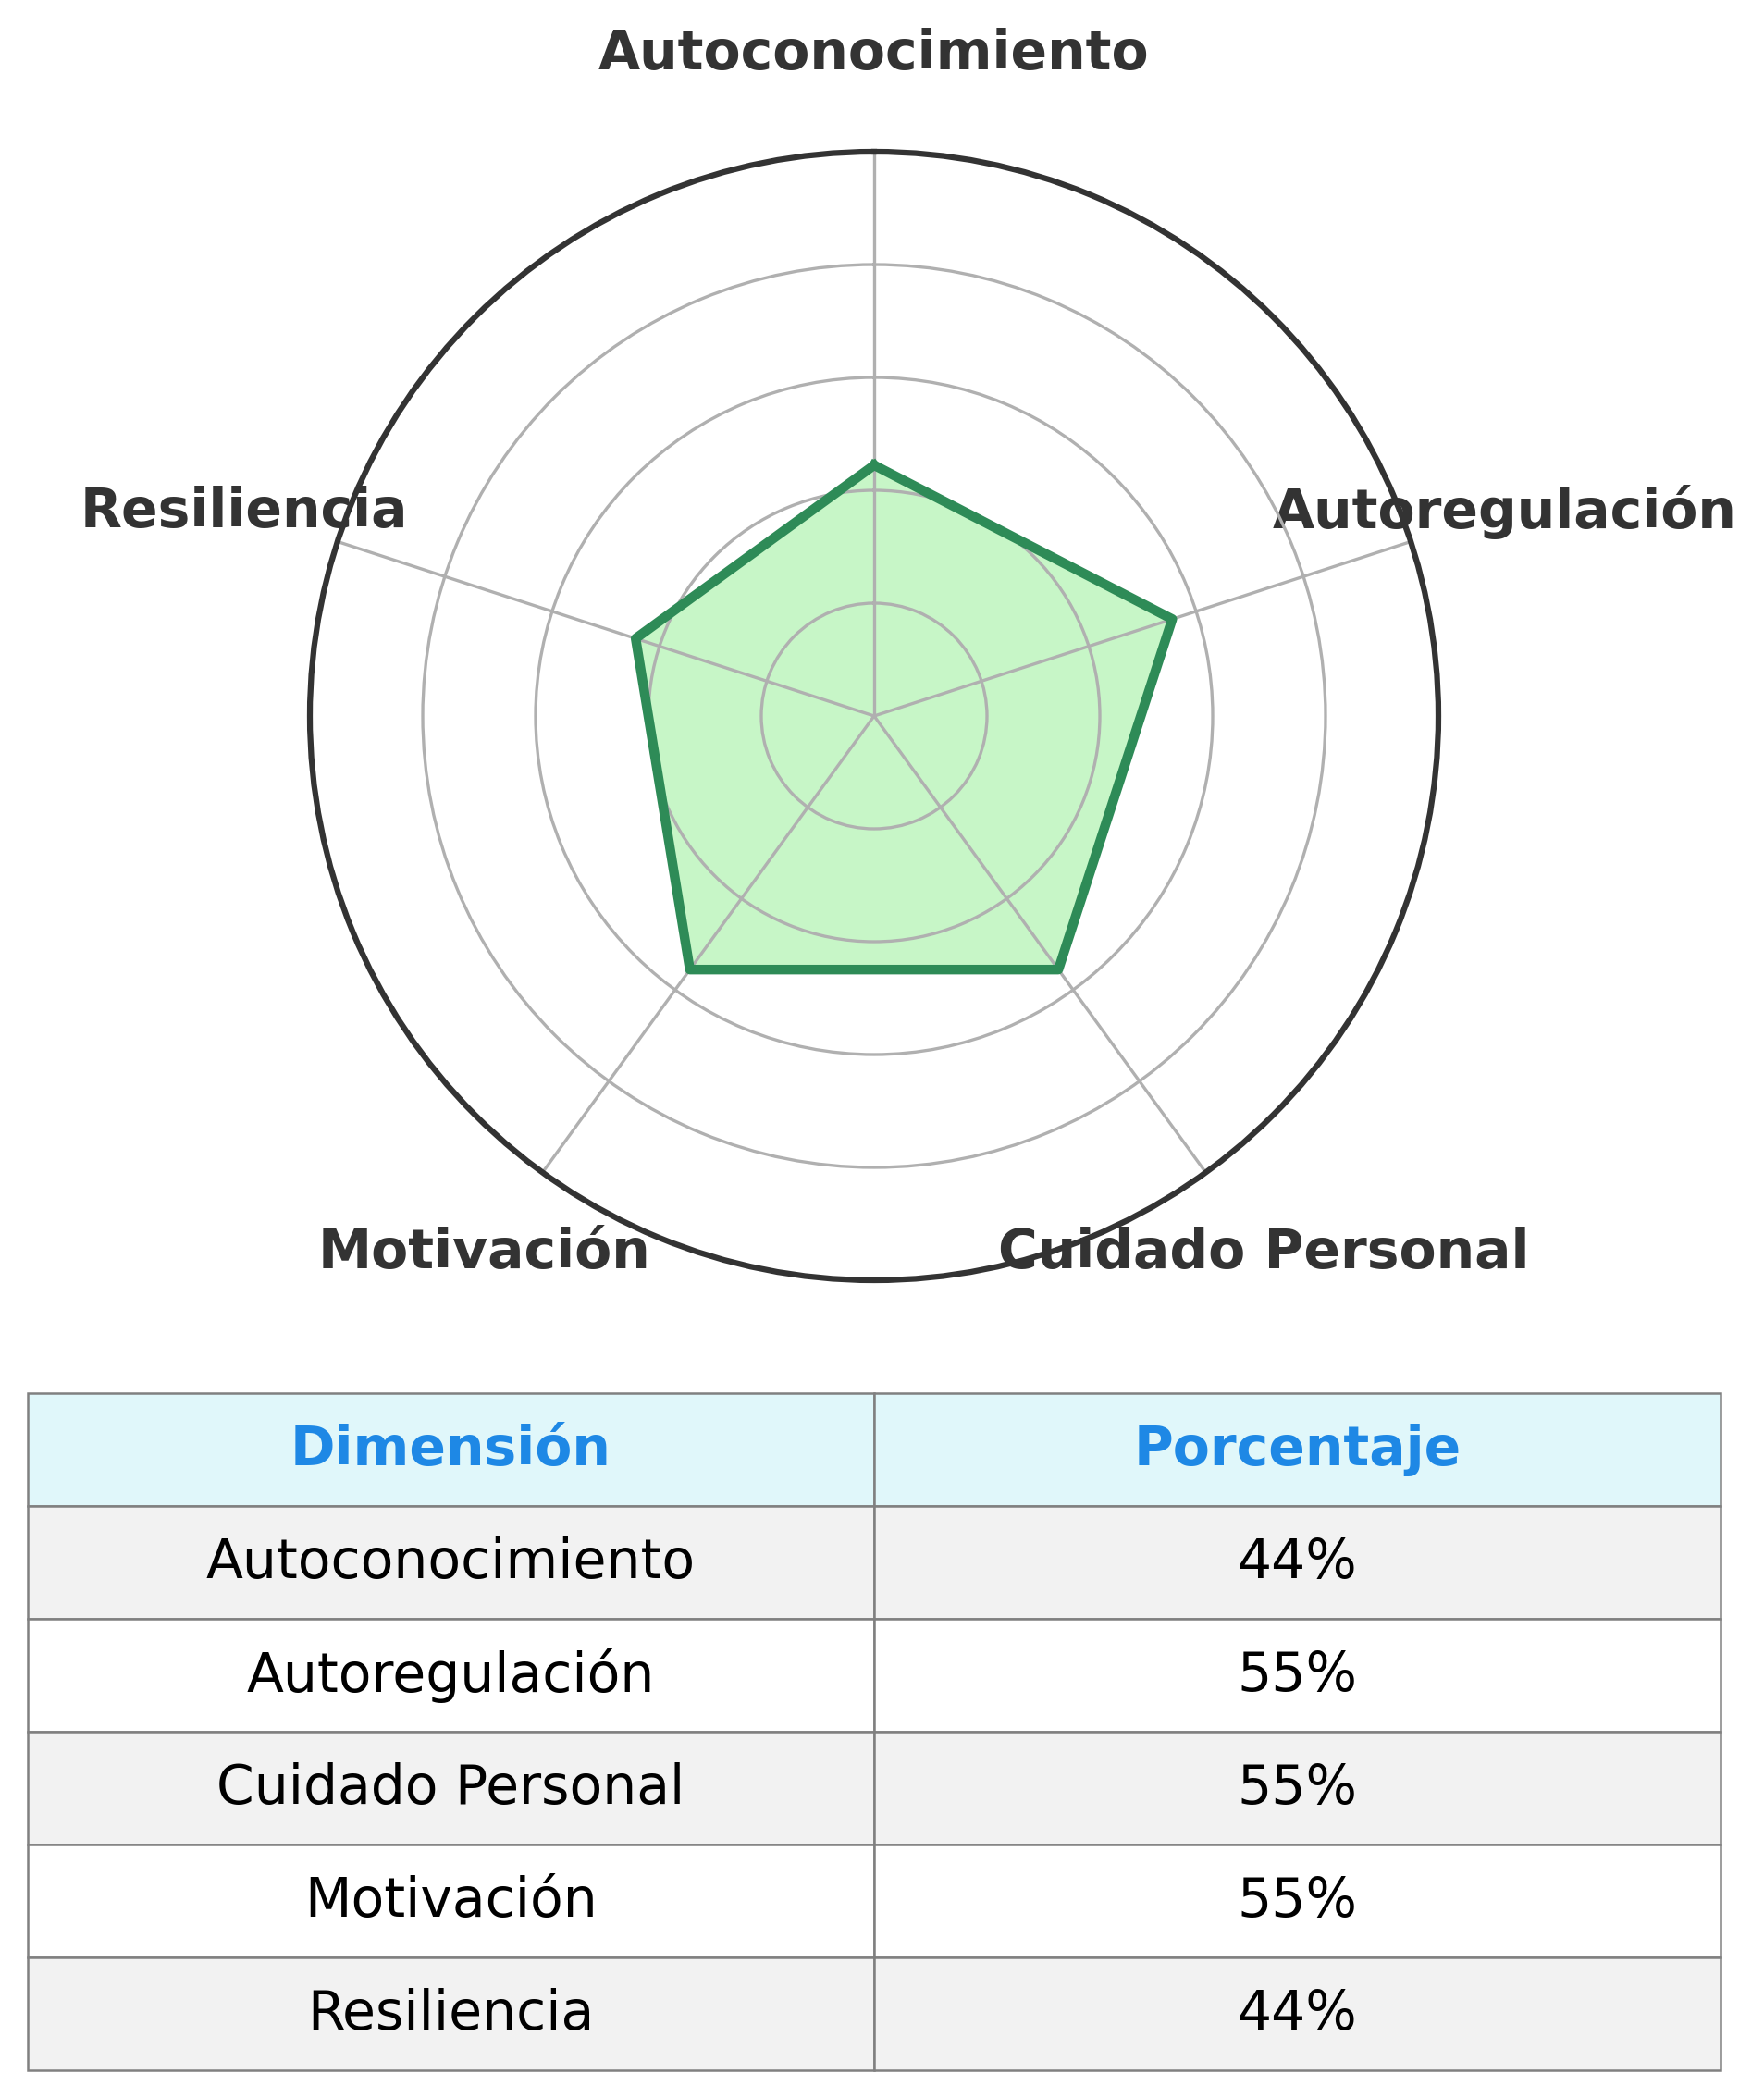 Autoconocimiento
Resiliencia
Autoregulación
Motivación
Cuidado Personal
Dimensión Porcentaje
Autoconocimiento 44%
Autoregulación 55%
Cuidado Personal 55%
Motivación 55%
Resiliencia 44%